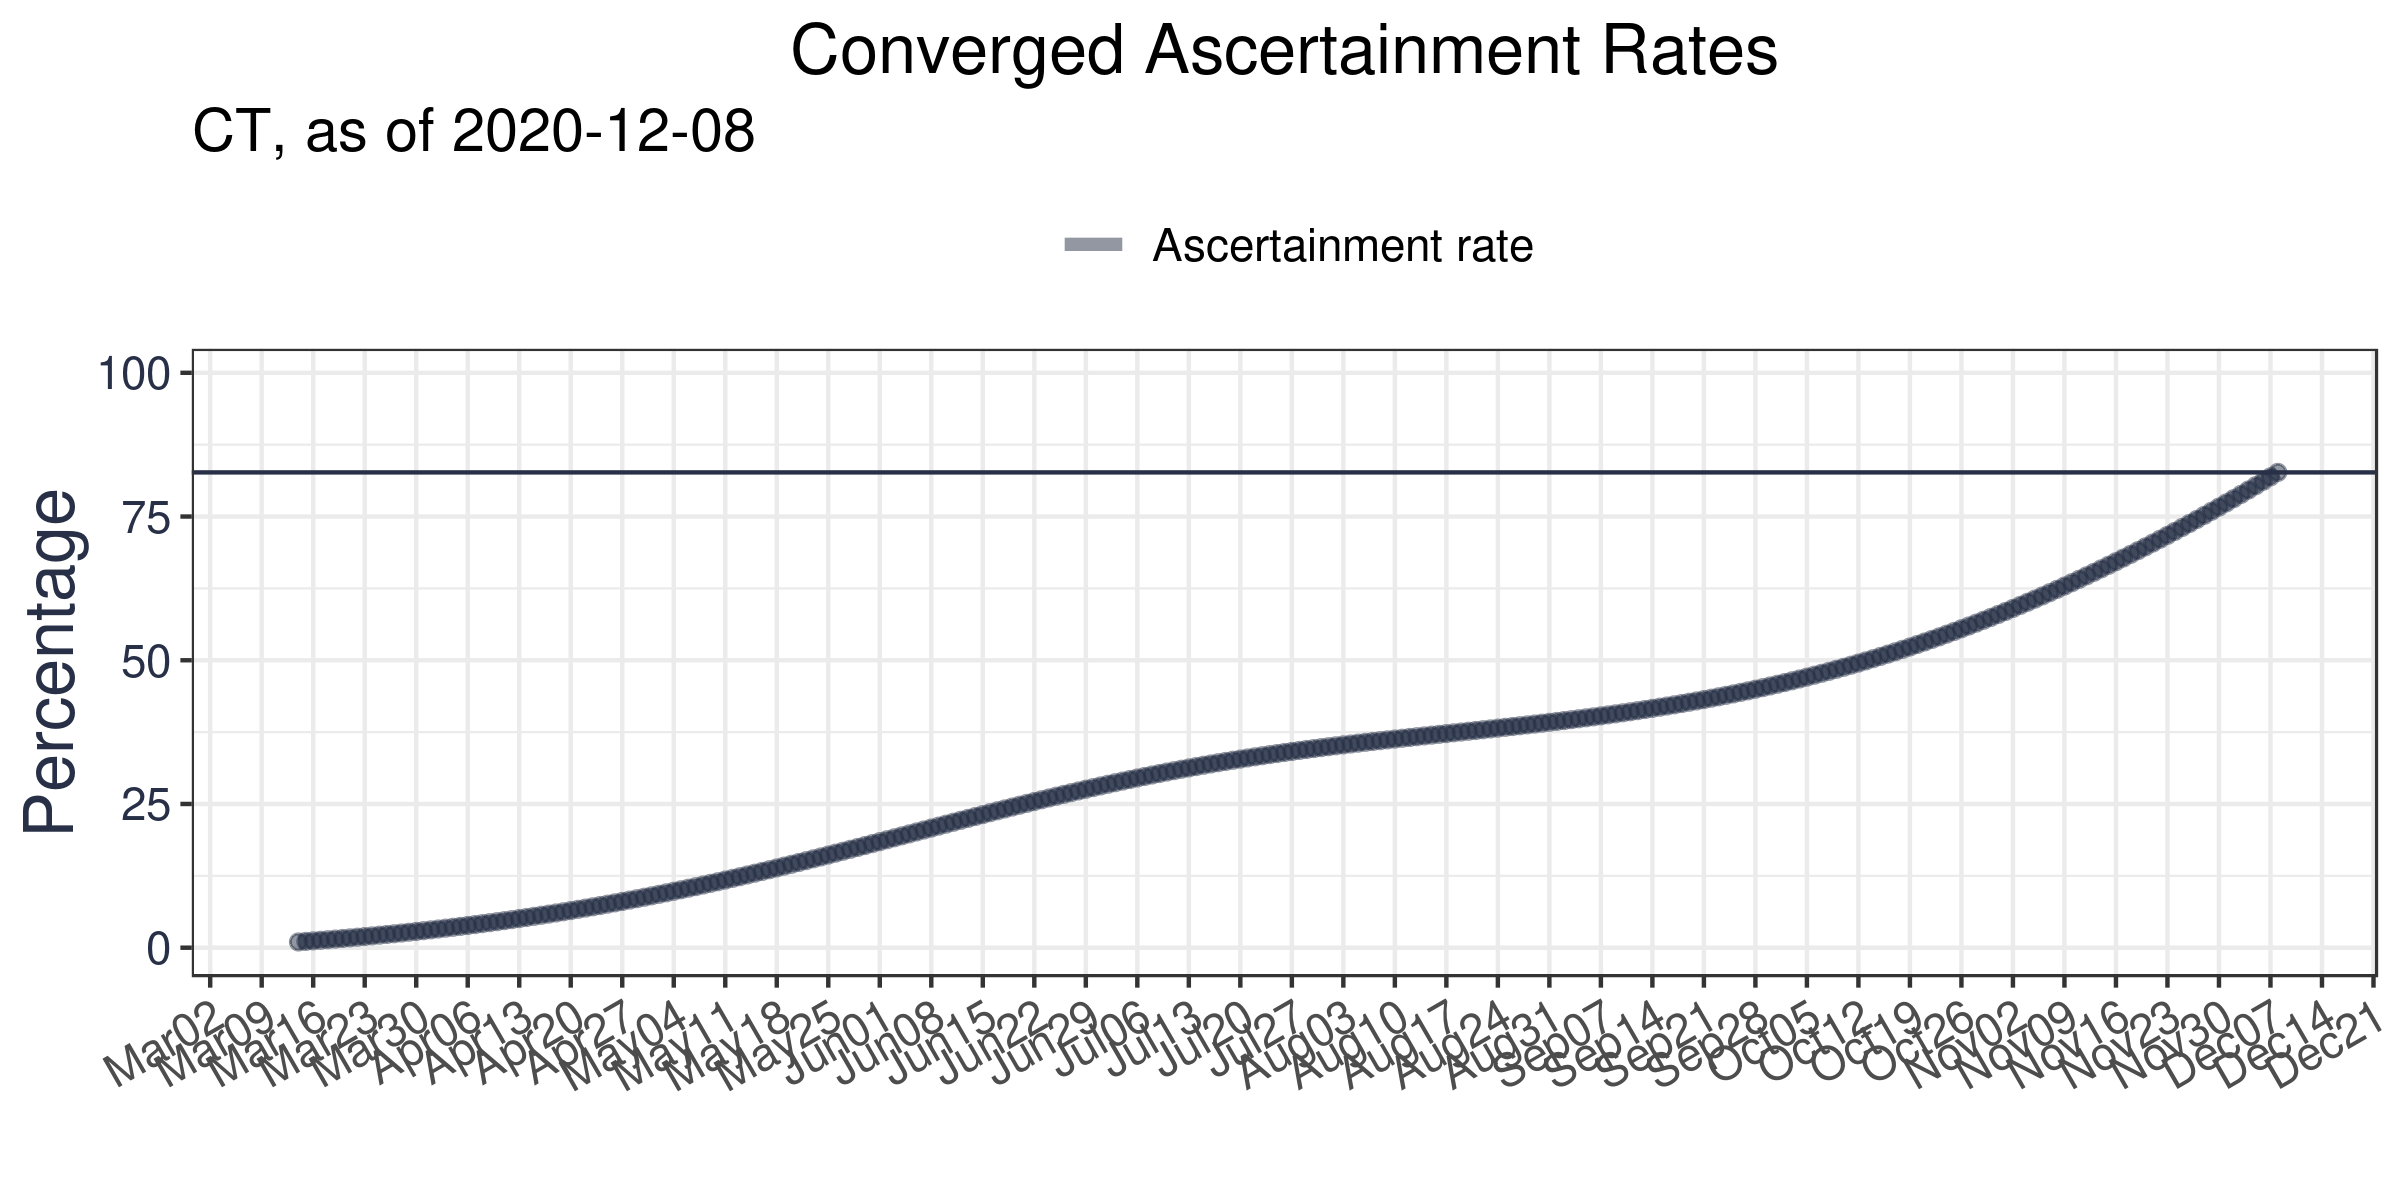 Converged Ascertainment Rates
CT, as of 2020-12-08
Ascertainment rate
Percentage
100
75
50
25
0
Mar02 Mar09 Mar16 Mar23 Mar30 Apr06 Apr13 Apr20 Apr27 May04 May11 May18 May25 Jun01 Jun08 Jun15 Jun22 Jun29 Jul06 Jul13 Jul20 Jul27 Aug03 Aug10 Aug17 Aug24 Aug31 Sep07 Sep14 Sep21 Sep28 Oct05 Oct12 Oct19 Oct26 Nov02 Nov09 Nov16 Nov23 Nov30 Dec07 Dec14 Dec21